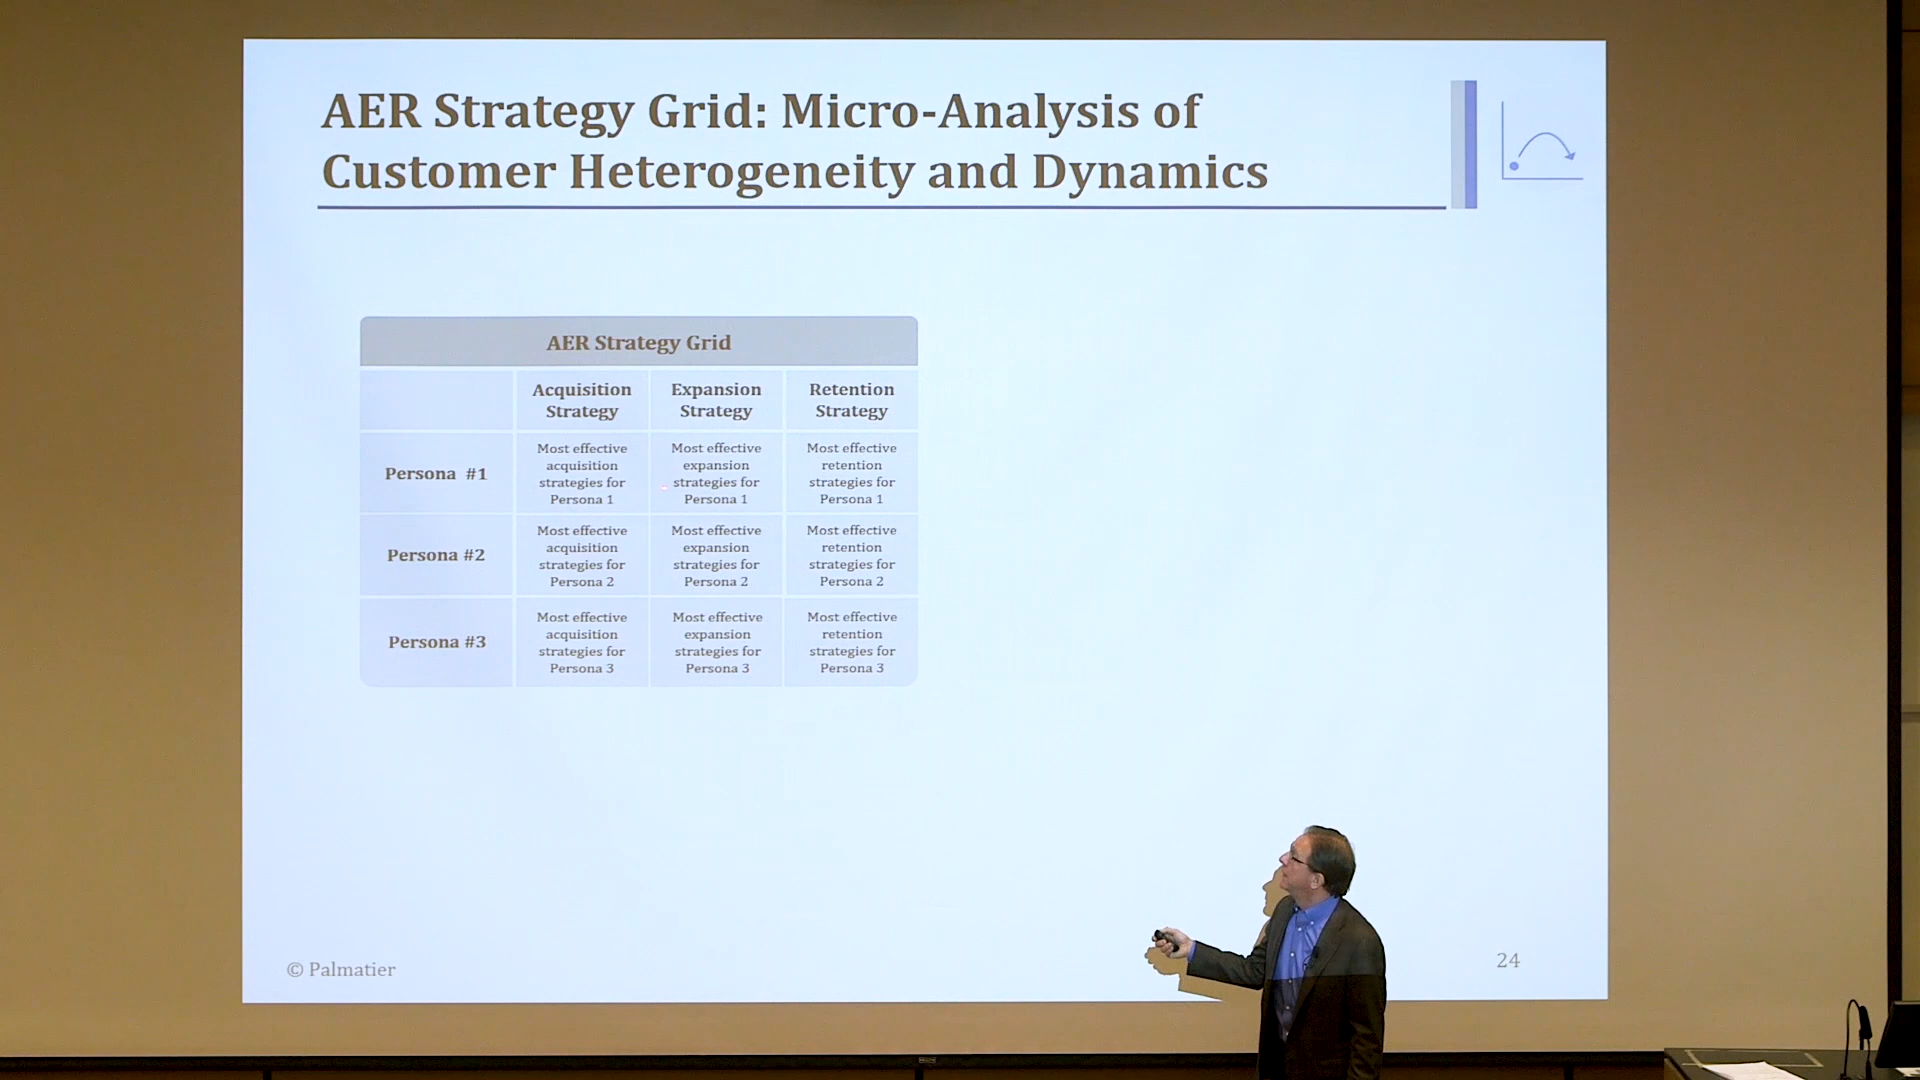 AER Strategy Grid: Micro-Analysis of
Customer Heterogeneity and Dynamics
AER Strategy Grid
Acquisition
Strategy
Expansion
Strategy
Retention
Strategy
Persona #1
Most effective
acquisition
strategies for
Persona 1
Most effective
expansion
strategies for
Persona 1
Most effective
retention
strategies for
Persona 1
Persona #2
Most effective
acquisition
strategies for
Persona 2
Most effective
expansion
strategies for
Persona 2
Most effective
retention
strategies for
Persona 2
Persona #3
Most effective
acquisition
strategies for
Persona 3
Most effective
expansion
strategies for
Persona 3
Most effective
retention
strategies for
Persona 3
© Palmatier
24